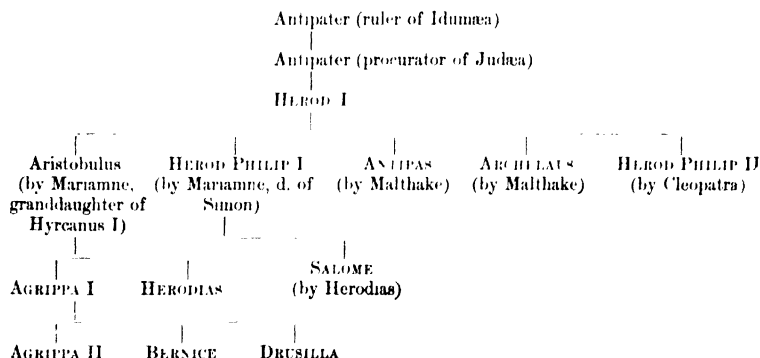 Antipater (ruler of Idumæa)
Antipater (procurator of Judæa)
HEROD I
Aristobulus HEROD PHILIP I ANTIPAS ARCHELAUS HEROD PHILIP II
(by Mariamne, (by Mariamne, d. of (by Malthake) (by Malthake) (by Cleopatra)
granddaughter of Simon)
Hyrcanus I)
SALOME
AGRIPPA I HERODIAS (by Herodias)
AGRIPPA II BERNICE DRUSILLA